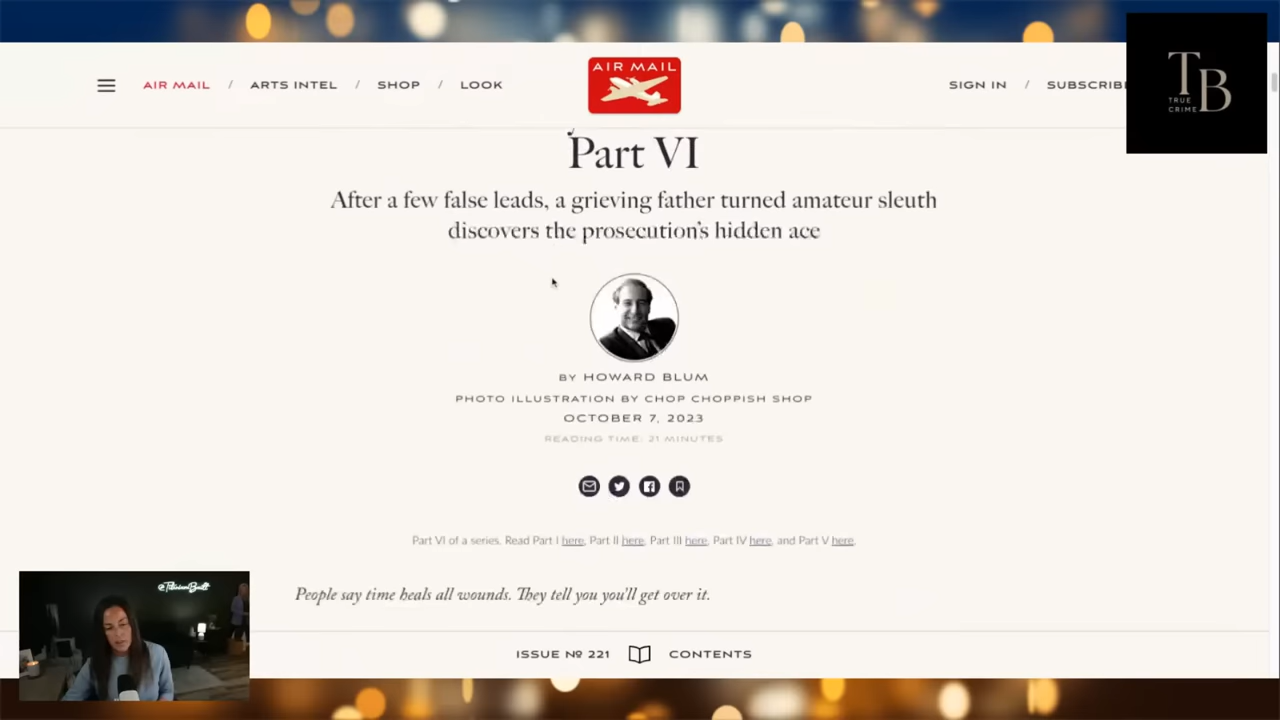 AIR MAIL / ARTS INTEL / SHOP / LOOK
AIR MAIL
SIGN IN / SUBSCRIB
TB
TRUE
CRIME
Part VI
After a few false leads, a grieving father turned amateur sleuth
discovers the prosecution's hidden ace
BY HOWARD BLUM
PHOTO ILLUSTRATION BY CHOP CHOPPISH SHOP
OCTOBER 7, 2023
READING TIME: 21 MINUTES
Part VI of a series. Read Part I here, Part II here, Part III here, Part IV here, and Part V here.
People say time heals all wounds. They tell you you'll get over it.
ISSUE Nº 221 CONTENTS